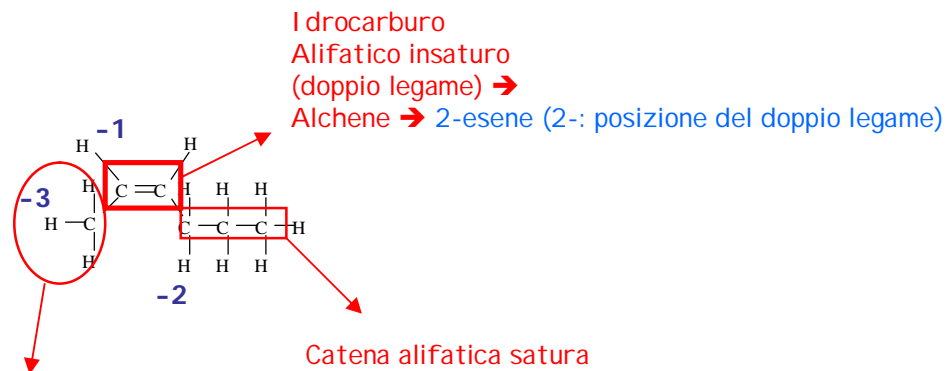 Idrocarburo
Alifatico insaturo
(doppio legame) ➔
Alchene ➔ 2-esene (2-: posizione del doppio legame)
-1
H H
-3 H C = C H H H
H C C C C H
H H H H
-2
Catena alifatica satura